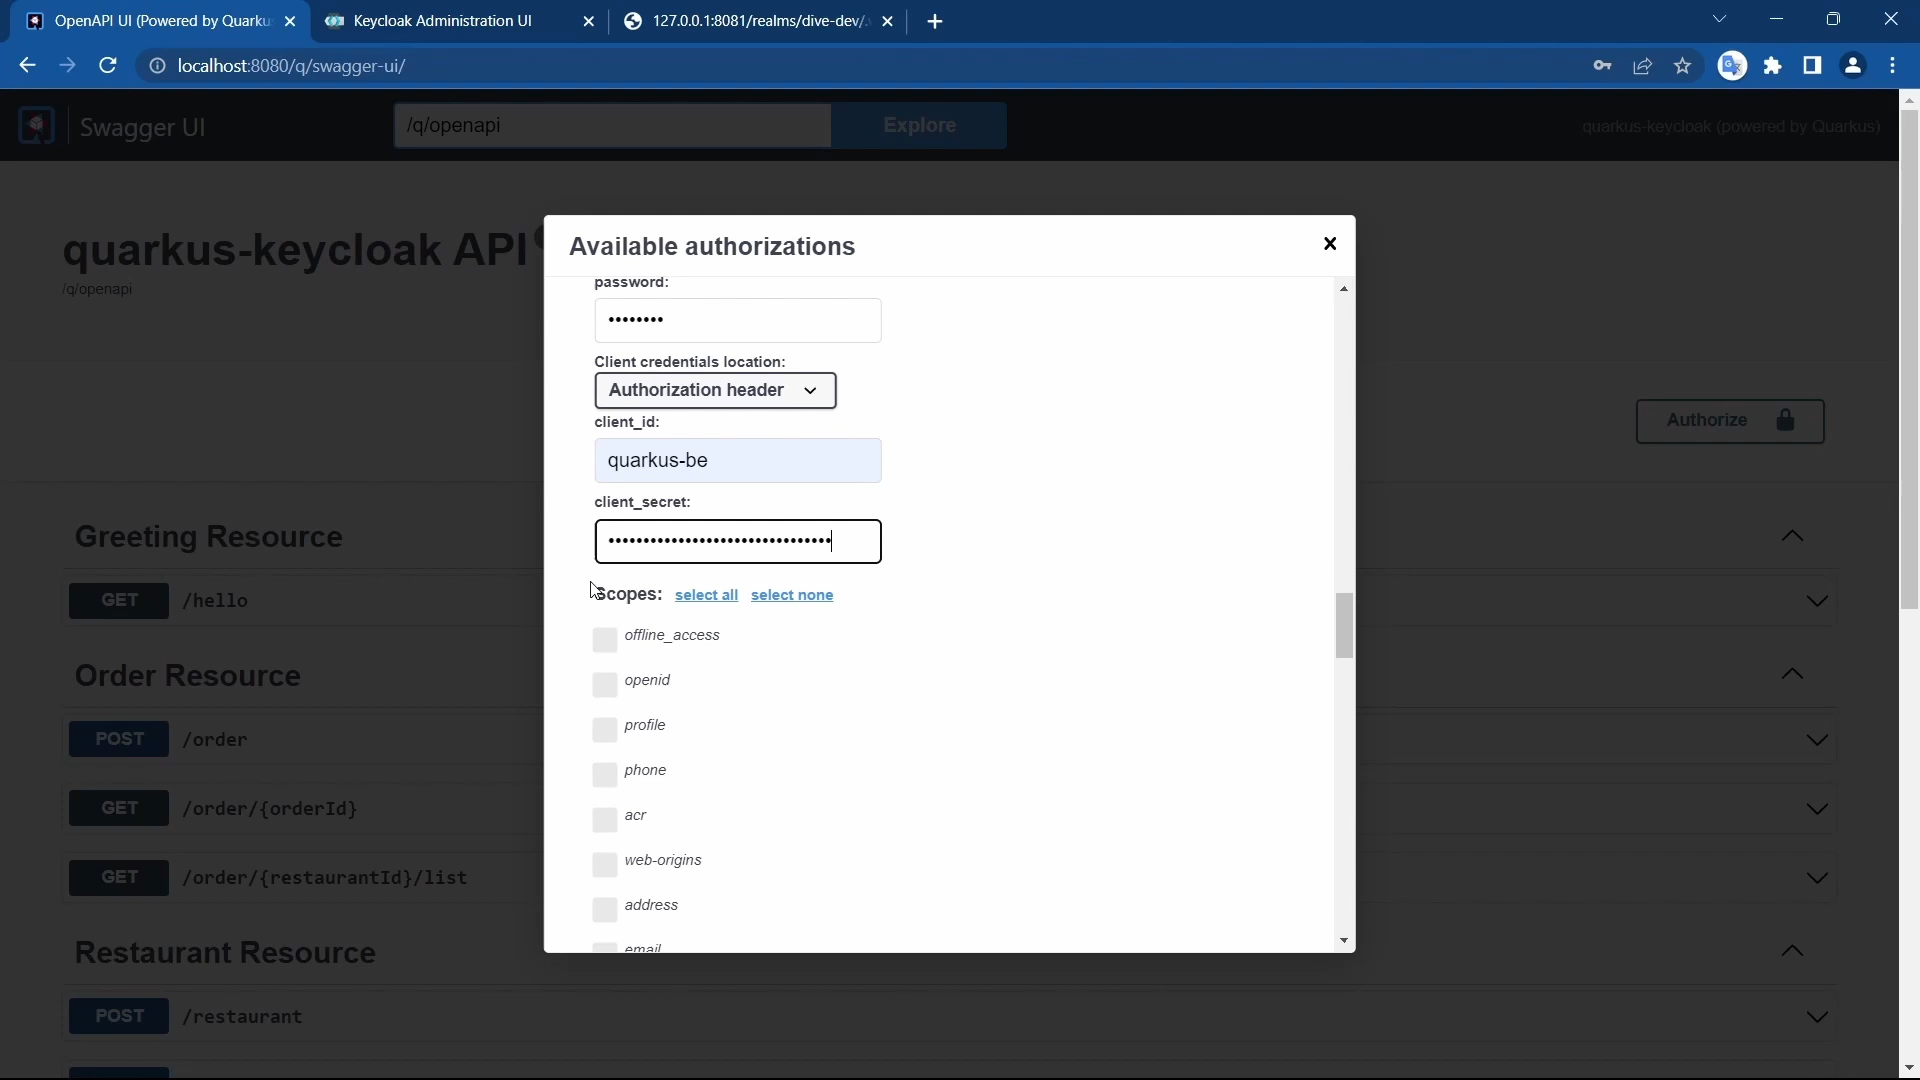 OpenAPI UI (Powered by Quarku
Keycloak Administration UI
127.0.0.1:8081/realms/dive-dev/.
localhost:8080/q/swagger-ui/
Swagger UI
/q/openapi
Explore
quarkus-keycloak (powered by Quarkus)
quarkus-keycloak API
/q/openapi
Available authorizations
password:
••••••••
Client credentials location:
Authorization header
client_id:
quarkus-be
client_secret:
••••••••••••••••••••••••••••••••
Scopes: select all select none
offline_access
openid
profile
phone
acr
web-origins
address
email
Authorize
Greeting Resource
GET /hello
Order Resource
POST /order
GET /order/{orderId}
GET /order/{restaurantId}/list
Restaurant Resource
POST /restaurant